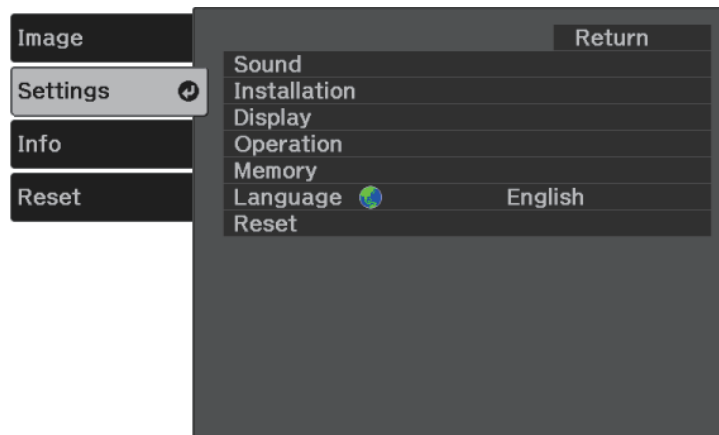 Image
Settings
Info
Reset
Return
Sound
Installation
Display
Operation
Memory
Language English
Reset